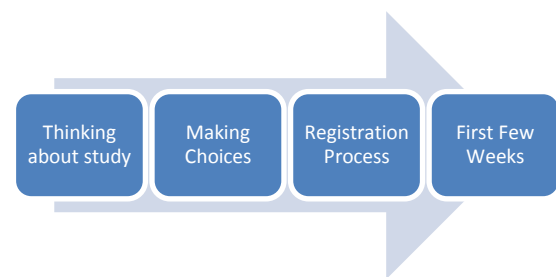 Thinking
about study
Making
Choices
Registration
Process
First Few
Weeks